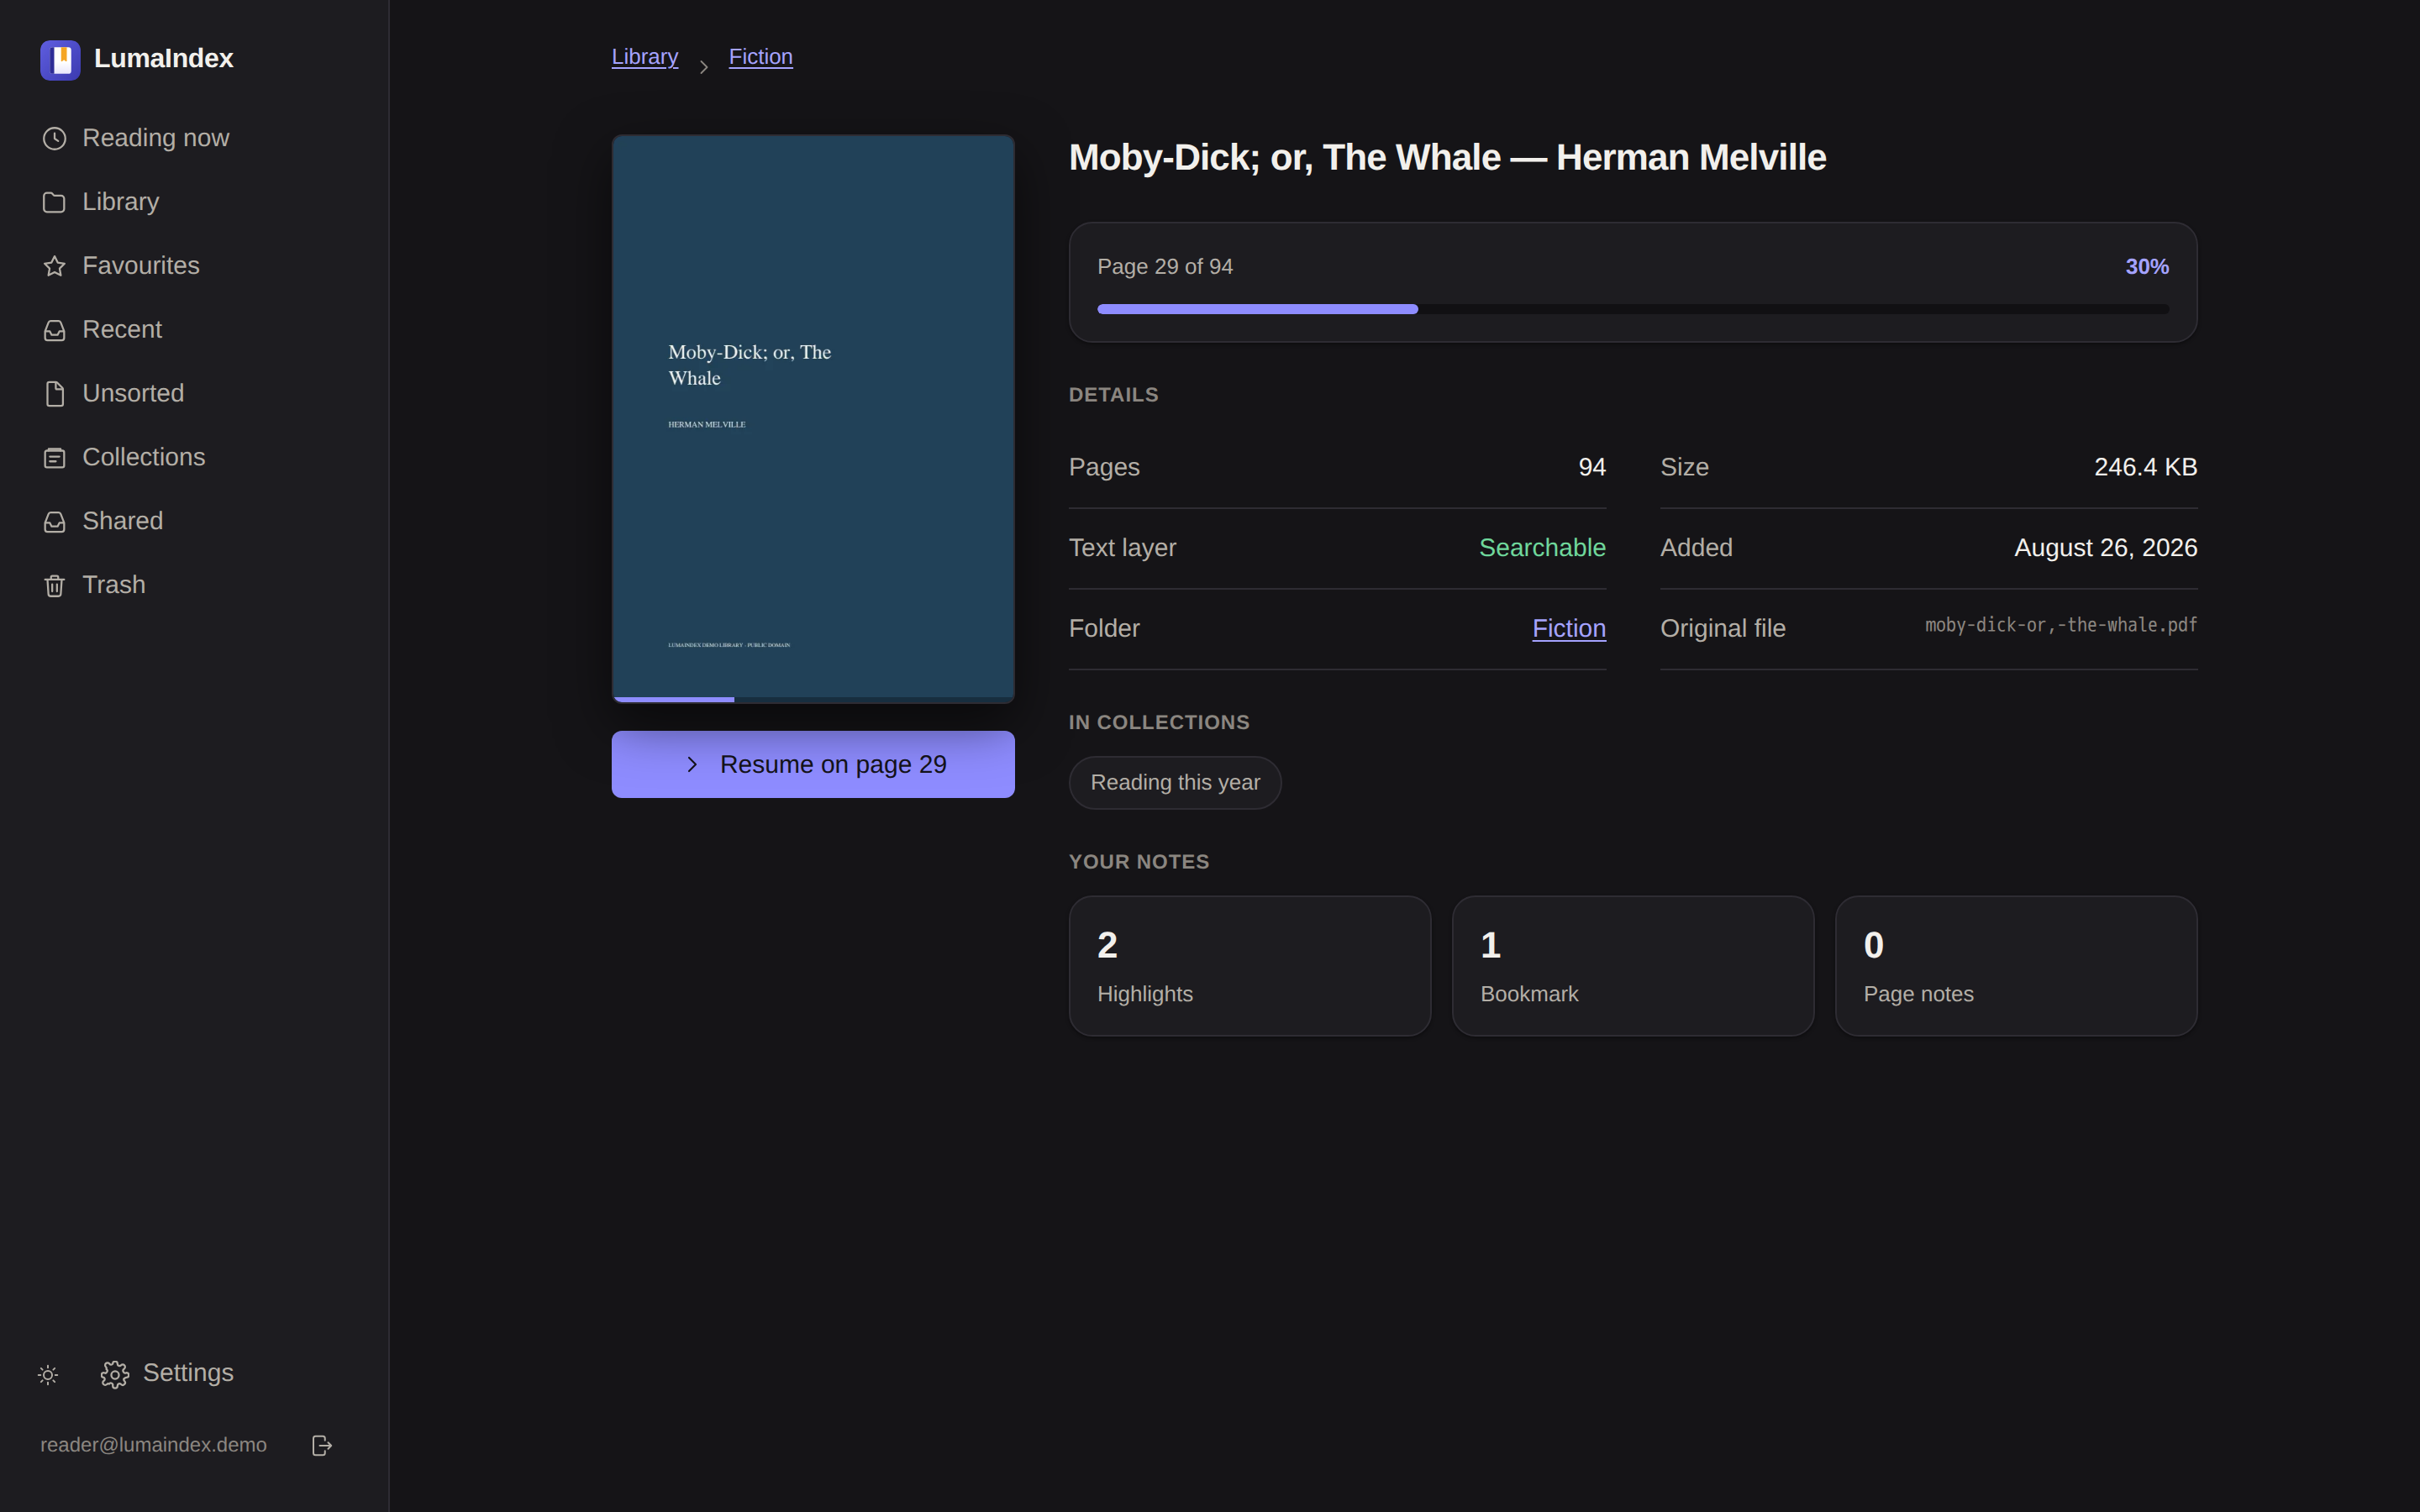 LumaIndex
Reading now
Library
Favourites
Recent
Unsorted
Collections
Shared
Trash
Settings
reader@lumaindex.demo
Library
Fiction
Moby-Dick; or, The
Whale
HERMAN MELVILLE
LUMAINDEX DEMO LIBRARY · PUBLIC DOMAIN
Resume on page 29
Moby-Dick; or, The Whale — Herman Melville
Page 29 of 94 30%
DETAILS
Pages 94 Size 246.4 KB
Text layer Searchable Added August 26, 2026
Folder Fiction Original file moby-dick-or,-the-whale.pdf
IN COLLECTIONS
Reading this year
YOUR NOTES
2 1 0
Highlights Bookmark Page notes